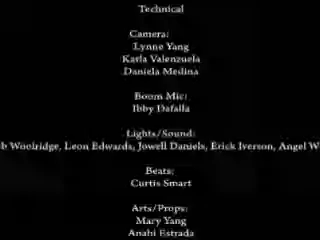 Technical
Camera:
Lynne Yang
Karla Valenzuela
Daniela Medina
Boom Mic:
Ibby Dafalla
Lights/Sound:
Woolridge, Leon Edwards, Jowell Daniels, Erick Iverson, Angel
Beats:
Curtis Smart
Arts/Props:
Mary Yang
Anahi Estrada